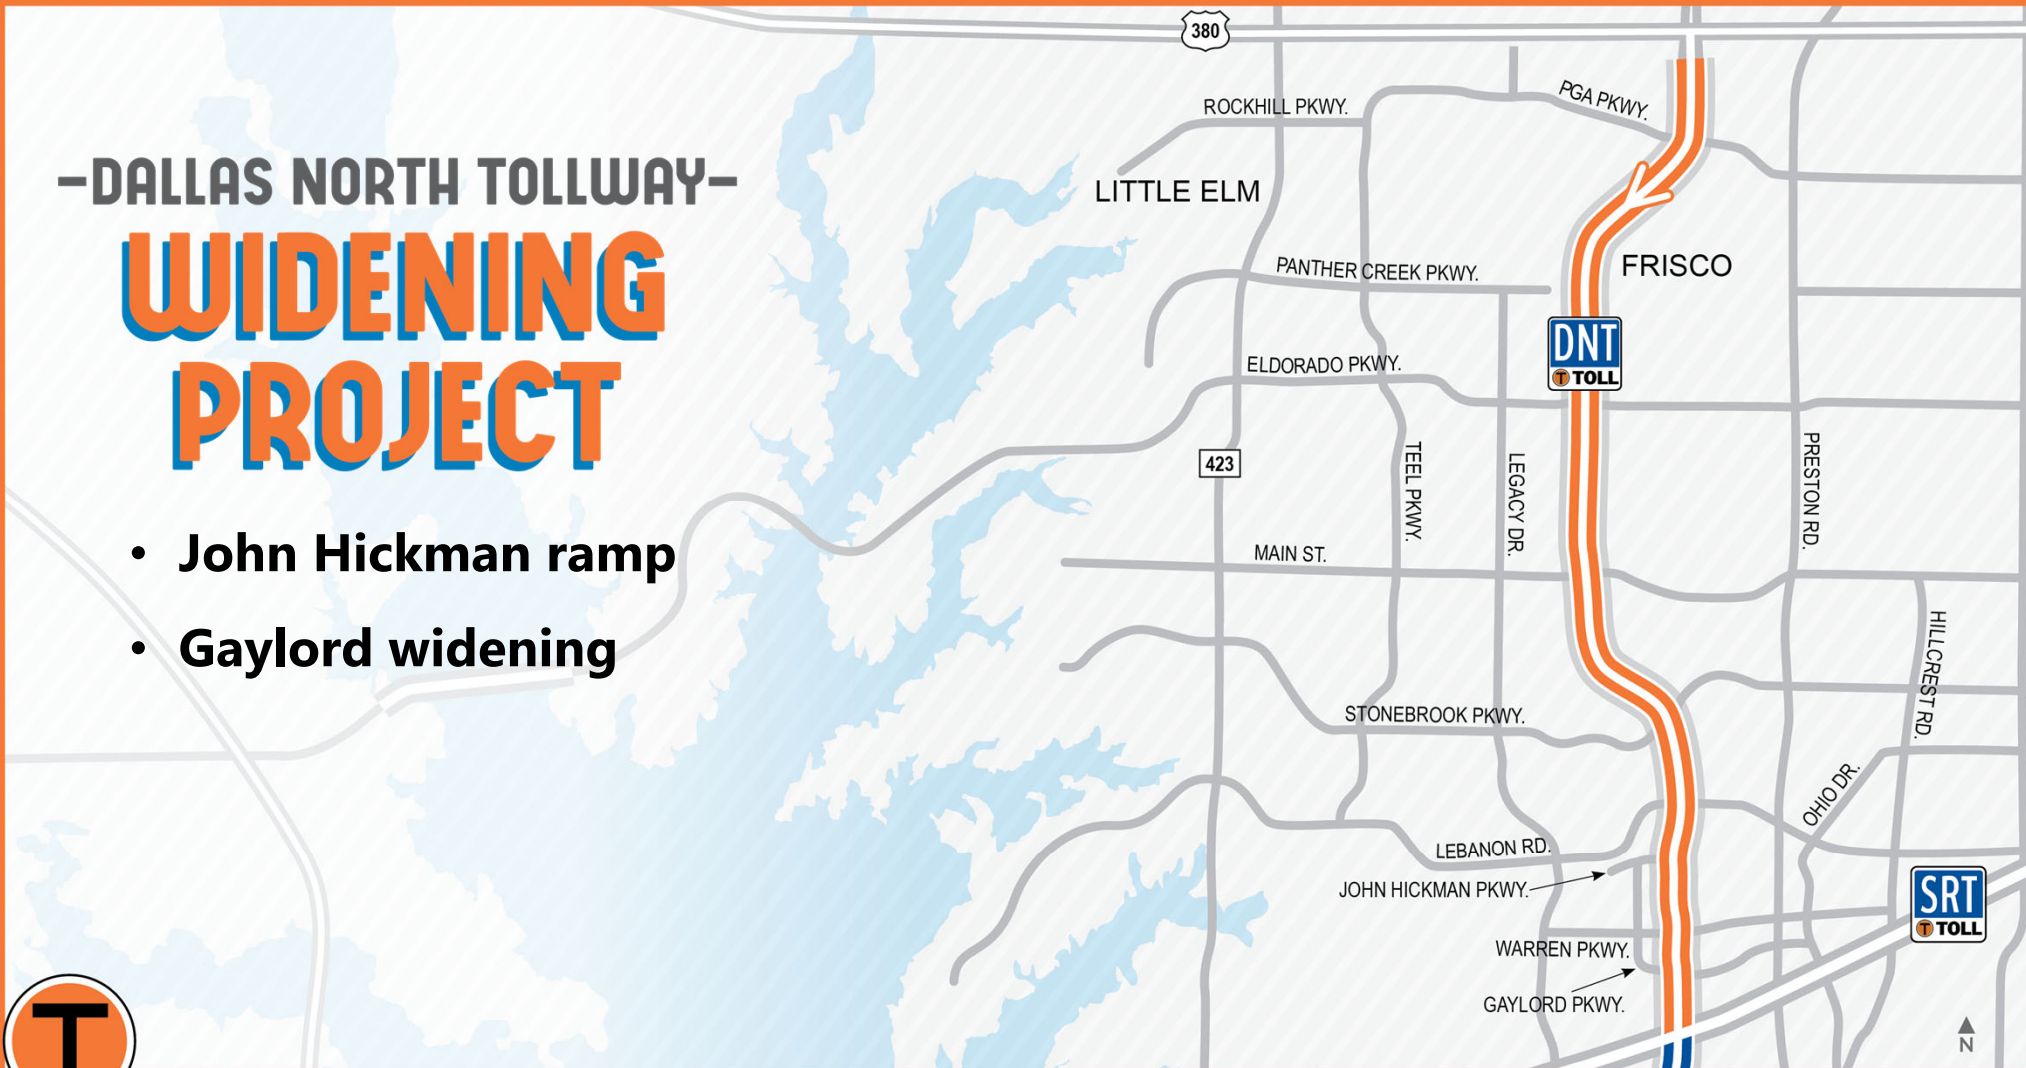 380
ROCKHILL PKWY.
PGA PKWY.
-DALLAS NORTH TOLLWAY-
WIDENING
PROJECT
• John Hickman ramp
• Gaylord widening
LITTLE ELM
FRISCO
PANTHER CREEK PKWY.
DNT
T TOLL
ELDORADO PKWY.
423
TEEL PKWY.
LEGACY DR.
PRESTON RD.
MAIN ST.
HILLCREST RD.
STONEBROOK PKWY.
OHIO DR.
LEBANON RD.
JOHN HICKMAN PKWY.
SRT
T TOLL
WARREN PKWY.
GAYLORD PKWY.
N
T